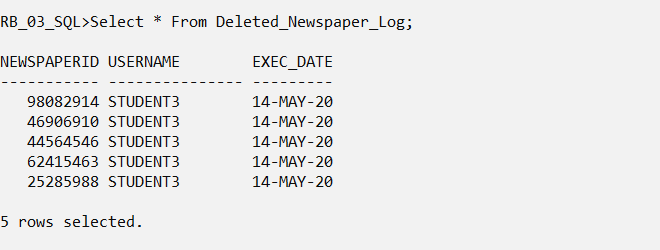 RB_03_SQL>Select * From Deleted_Newspaper_Log;
NEWSPAPERID USERNAME        EXEC_DATE
----------- --------------- ---------
   98082914 STUDENT3        14-MAY-20
   46906910 STUDENT3        14-MAY-20
   44564546 STUDENT3        14-MAY-20
   62415463 STUDENT3        14-MAY-20
   25285988 STUDENT3        14-MAY-20
5 rows selected.